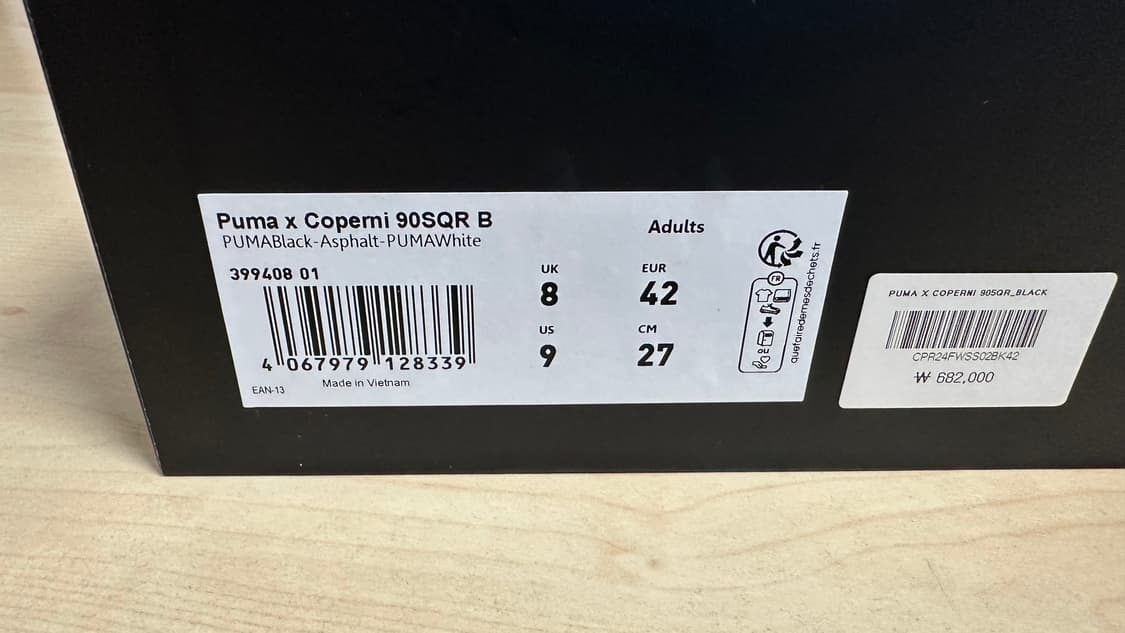 Puma x Coperni 90SQR B
PUMABlack-Asphalt-PUMAWhite
Adults
399408 01
UK
8
EUR
42
US
9
CM
27
4 067979 128339
EAN-13
Made in Vietnam
FR
OU
quefairedemesdechets.fr
PUMA X COPERNI 90SQR_BLACK
CPR24FWSS02BK42
₩ 682,000